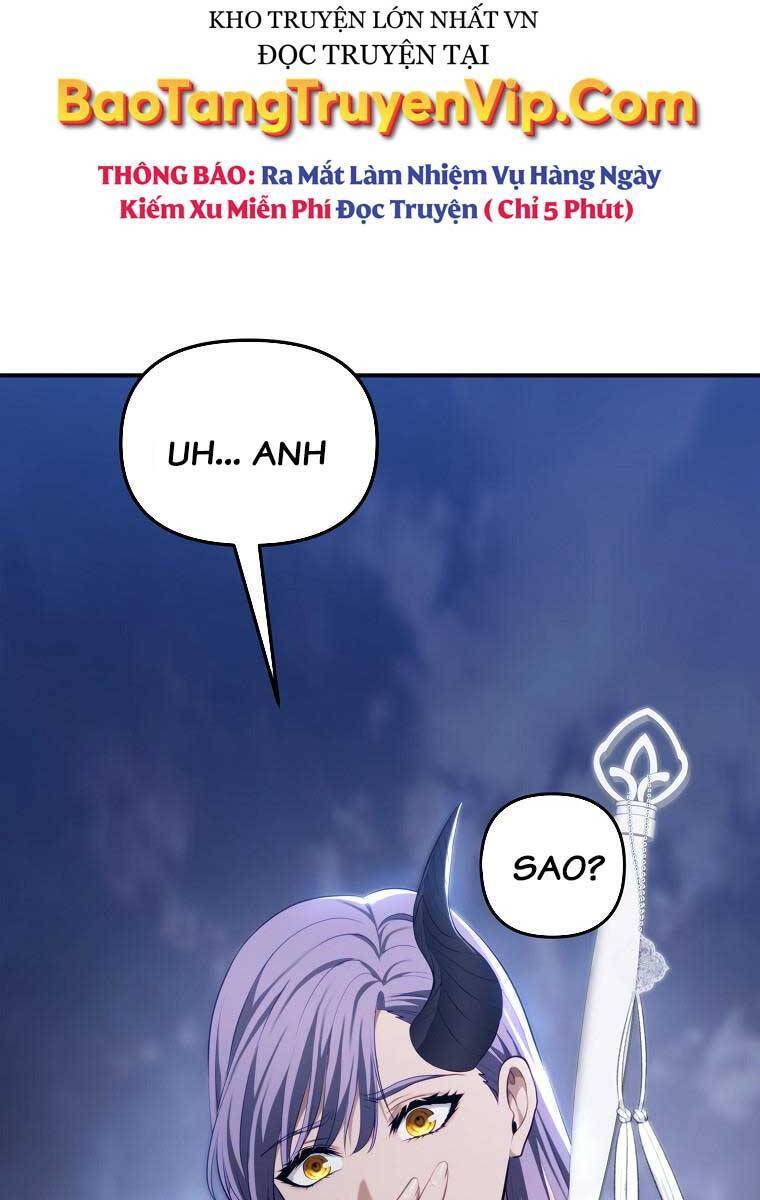 KHO TRUYỆN LỚN NHẤT VN
ĐỌC TRUYỆN TẠI
BaoTangTruyenVip.Com
THÔNG BÁO: Ra Mắt Làm Nhiệm Vụ Hàng Ngày
Kiếm Xu Miễn Phí Đọc Truyện ( Chỉ 5 Phút)
UH... ANH
SAO?